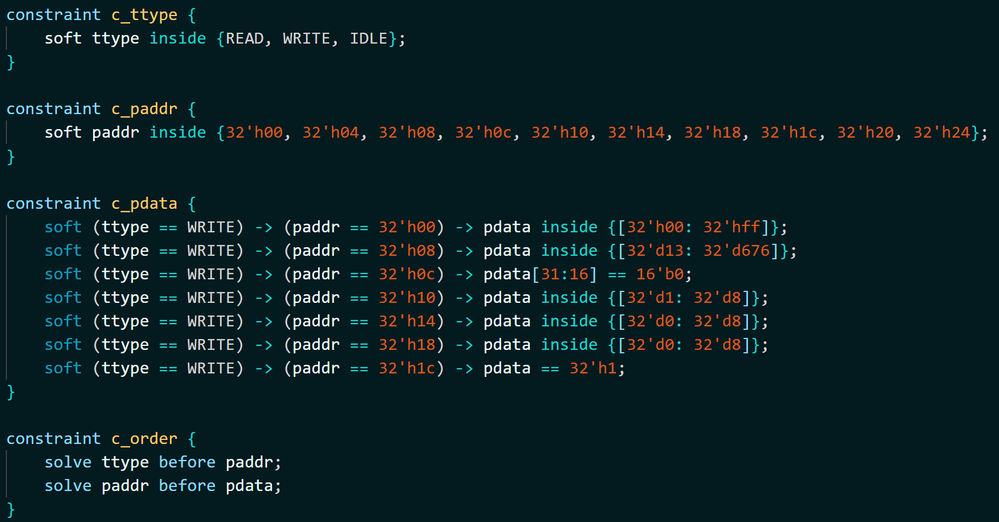 constraint c_ttype {
soft ttype inside {READ, WRITE, IDLE};
}
constraint c_paddr {
soft paddr inside {32'h00, 32'h04, 32'h08, 32'h0c, 32'h10, 32'h14, 32'h18, 32'h1c, 32'h20, 32'h24};
}
constraint c_pdata {
soft (ttype == WRITE) -> (paddr == 32'h00) -> pdata inside {[32'h00: 32'hff]};
soft (ttype == WRITE) -> (paddr == 32'h08) -> pdata inside {[32'd13: 32'd676]};
soft (ttype == WRITE) -> (paddr == 32'h0c) -> pdata[31:16] == 16'b0;
soft (ttype == WRITE) -> (paddr == 32'h10) -> pdata inside {[32'd1: 32'd8]};
soft (ttype == WRITE) -> (paddr == 32'h14) -> pdata inside {[32'd0: 32'd8]};
soft (ttype == WRITE) -> (paddr == 32'h18) -> pdata inside {[32'd0: 32'd8]};
soft (ttype == WRITE) -> (paddr == 32'h1c) -> pdata == 32'h1;
}
constraint c_order {
solve ttype before paddr;
solve paddr before pdata;
}